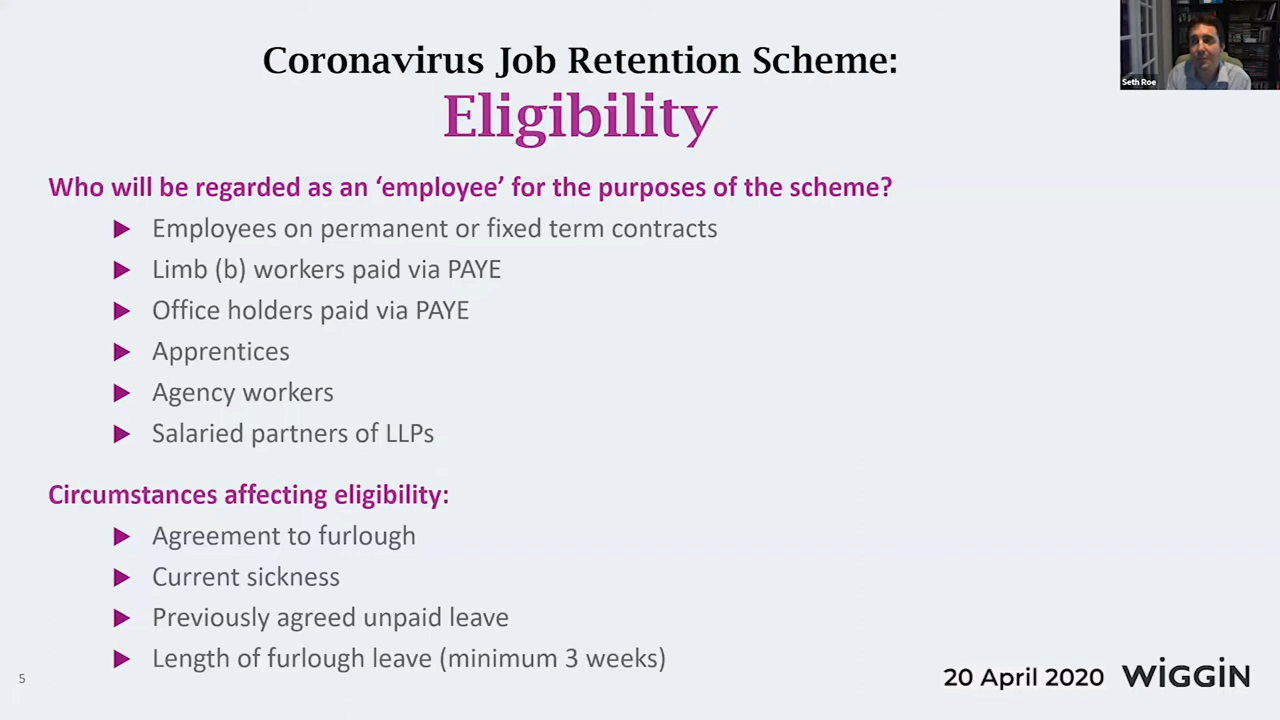 Coronavirus Job Retention Scheme:
Eligibility
Seth Roe
Who will be regarded as an ‘employee’ for the purposes of the scheme?
Employees on permanent or fixed term contracts
Limb (b) workers paid via PAYE
Office holders paid via PAYE
Apprentices
Agency workers
Salaried partners of LLPs
Circumstances affecting eligibility:
Agreement to furlough
Current sickness
Previously agreed unpaid leave
Length of furlough leave (minimum 3 weeks)
5
20 April 2020 WIGGIN